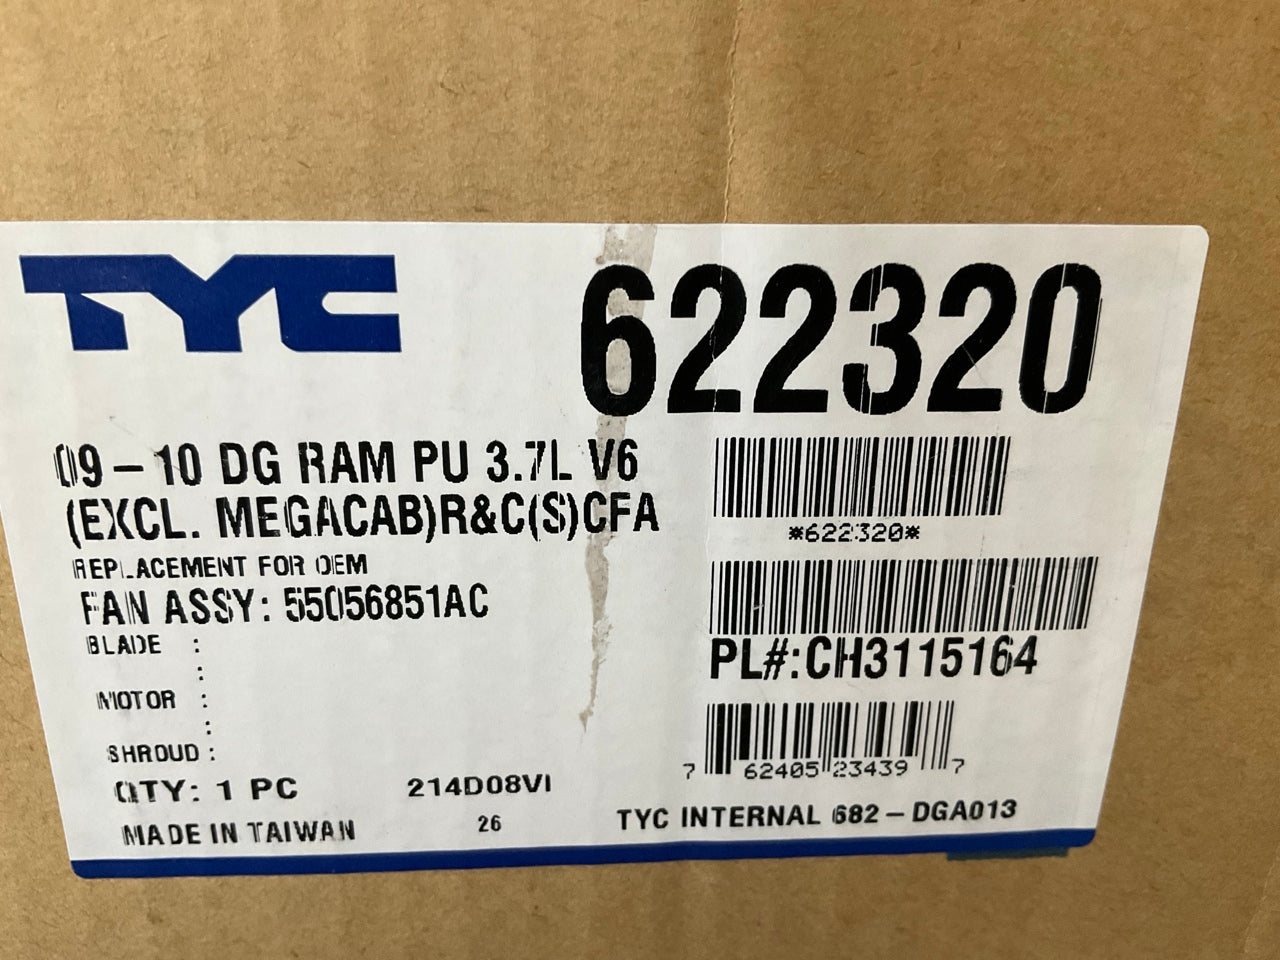 TYC
622320
09-10 DG RAM PU 3.7L V6
(EXCL. MEGACAB)R&C(S)CFA
*622320*
REPLACEMENT FOR OEM
FAN ASSY: 55056851AC
BLADE :
:
PL#:CH3115164
MOTOR :
:
SHROUD :
7 62405 23439 7
QTY: 1 PC 214D08VI
TYC INTERNAL 682-DGA013
MADE IN TAIWAN 26